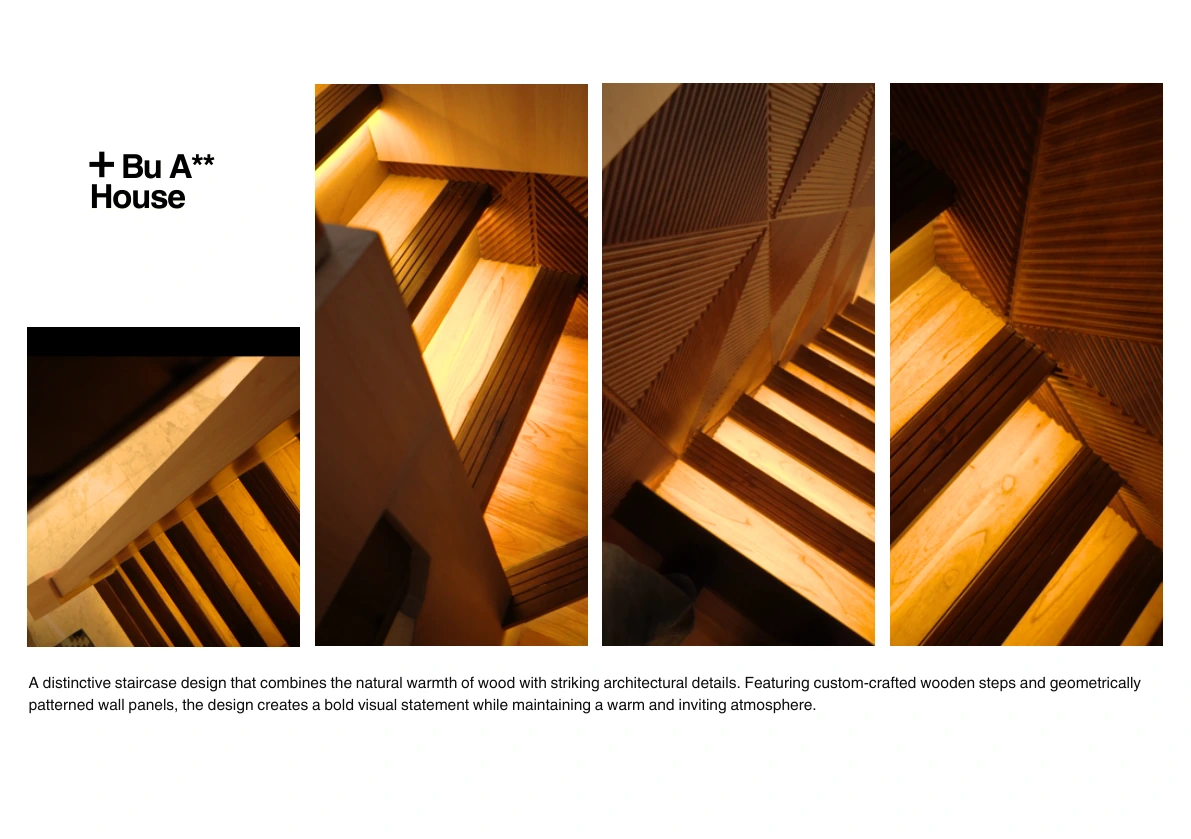 + Bu A**
House
A distinctive staircase design that combines the natural warmth of wood with striking architectural details. Featuring custom-crafted wooden steps and geometrically
patterned wall panels, the design creates a bold visual statement while maintaining a warm and inviting atmosphere.